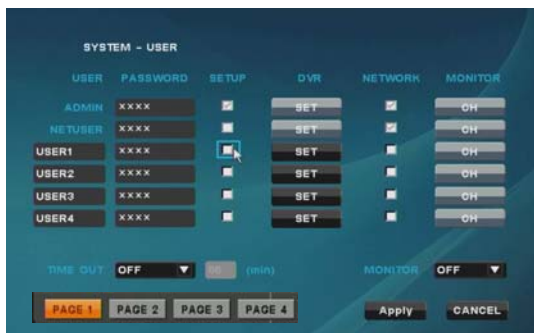 SYSTEM - USER
USER PASSWORD SETUP DVR NETWORK MONITOR
ADMIN XXXX SET CH
NETUSER XXXX SET CH
USER1 XXXX SET CH
USER2 XXXX SET CH
USER3 XXXX SET CH
USER4 XXXX SET CH
TIME OUT OFF (min) MONITOR OFF
PAGE 1 PAGE 2 PAGE 3 PAGE 4 Apply CANCEL